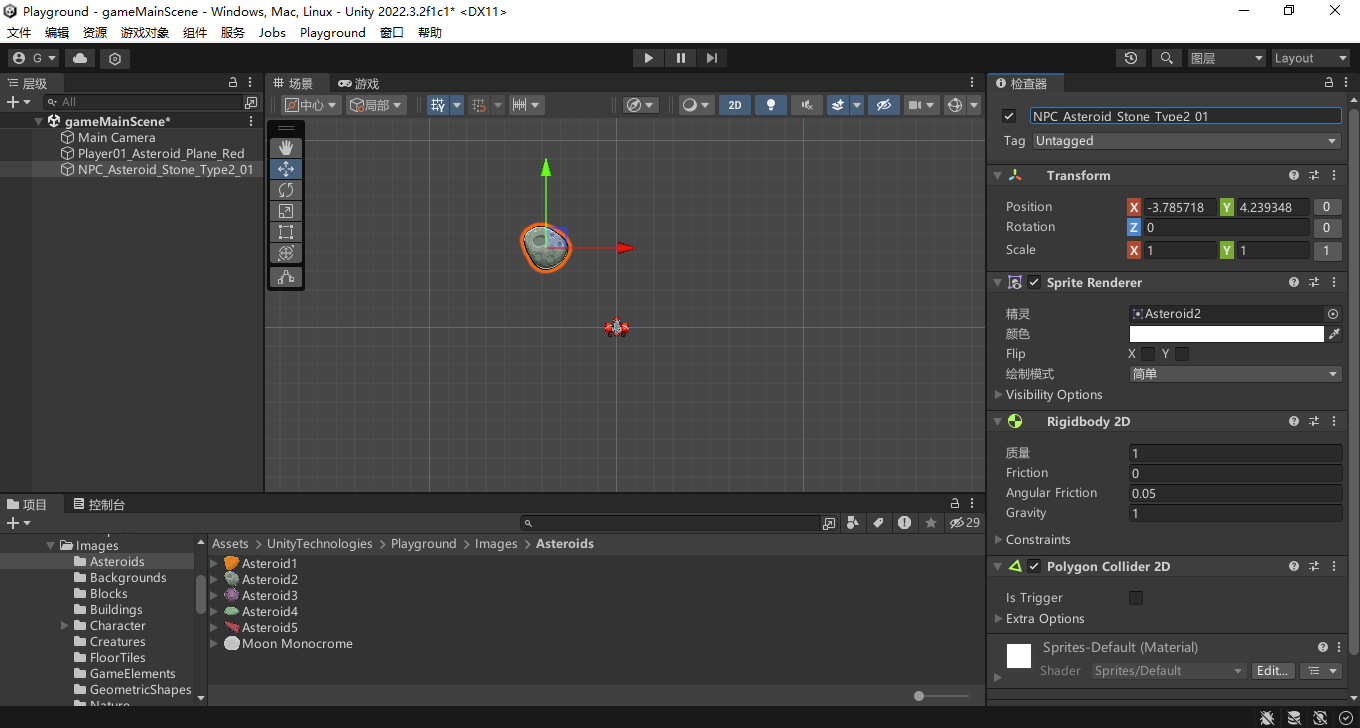 Playground - gameMainScene - Windows, Mac, Linux - Unity 2022.3.2f1c1* <DX11>
文件 编辑 资源 游戏对象 组件 服务 Jobs Playground 窗口 帮助
G 图层 Layout
层级
All
gameMainScene*
Main Camera
Player01_Asteroid_Plane_Red
NPC_Asteroid_Stone_Type2_01
场景 游戏
中心 局部 2D
检查器
NPC_Asteroid_Stone_Type2_01
Tag Untagged
Transform
Position X -3.785718 Y 4.239348 0
Rotation Z 0 0
Scale X 1 Y 1 1
Sprite Renderer
精灵 Asteroid2
颜色
Flip X Y
绘制模式 简单
Visibility Options
Rigidbody 2D
质量 1
Friction 0
Angular Friction 0.05
Gravity 1
Constraints
Polygon Collider 2D
Is Trigger
Extra Options
Sprites-Default (Material)
Shader Sprites/Default Edit...
项目 控制台
29
Images
Asteroids
Backgrounds
Blocks
Buildings
Character
Creatures
FloorTiles
GameElements
GeometricShapes
Nature
Assets > UnityTechnologies > Playground > Images > Asteroids
Asteroid1
Asteroid2
Asteroid3
Asteroid4
Asteroid5
Moon Monocrome